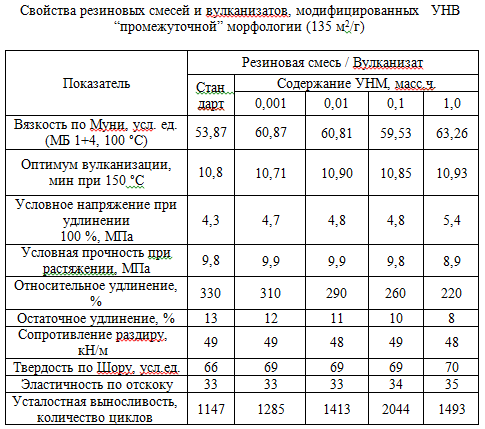 Свойства резиновых смесей и вулканизатов, модифицированных УНВ
“промежуточной” морфологии (135 м2/г)
Показатель
Резиновая смесь / Вулканизат
Стан
дарт
Содержание УНМ, масс.ч.
0,001 0,01 0,1 1,0
Вязкость по Муни, усл. ед.
(МБ 1+4, 100 °С)
53,87 60,87 60,81 59,53 63,26
Оптимум вулканизации,
мин при 150 °С
10,8 10,71 10,90 10,85 10,93
Условное напряжение при
удлинении
100 %, МПа
4,3 4,7 4,8 4,8 5,4
Условная прочность при
растяжении, МПа
9,8 9,9 9,9 9,8 8,9
Относительное удлинение,
%
330 310 290 260 220
Остаточное удлинение, % 13 12 11 10 8
Сопротивление раздиру,
кН/м
49 49 48 49 48
Твердость по Шору, усл.ед. 66 69 69 69 70
Эластичность по отскоку 33 33 33 34 35
Усталостная выносливость,
количество циклов
1147 1285 1413 2044 1493